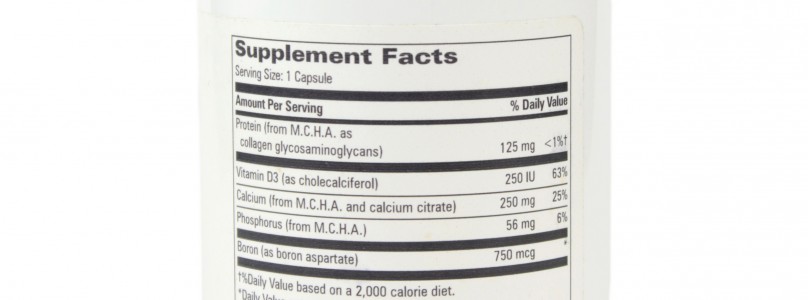 Supplement Facts
Serving Size: 1 Capsule
Amount Per Serving % Daily Value
Protein (from M.C.H.A. as
collagen glycosaminoglycans) 125 mg <1%†
Vitamin D3 (as cholecalciferol) 250 IU 63%
Calcium (from M.C.H.A. and calcium citrate) 250 mg 25%
Phosphorus (from M.C.H.A.) 56 mg 6%
Boron (as boron aspartate) 750 mcg *
†%Daily Value based on a 2,000 calorie diet.
*Daily